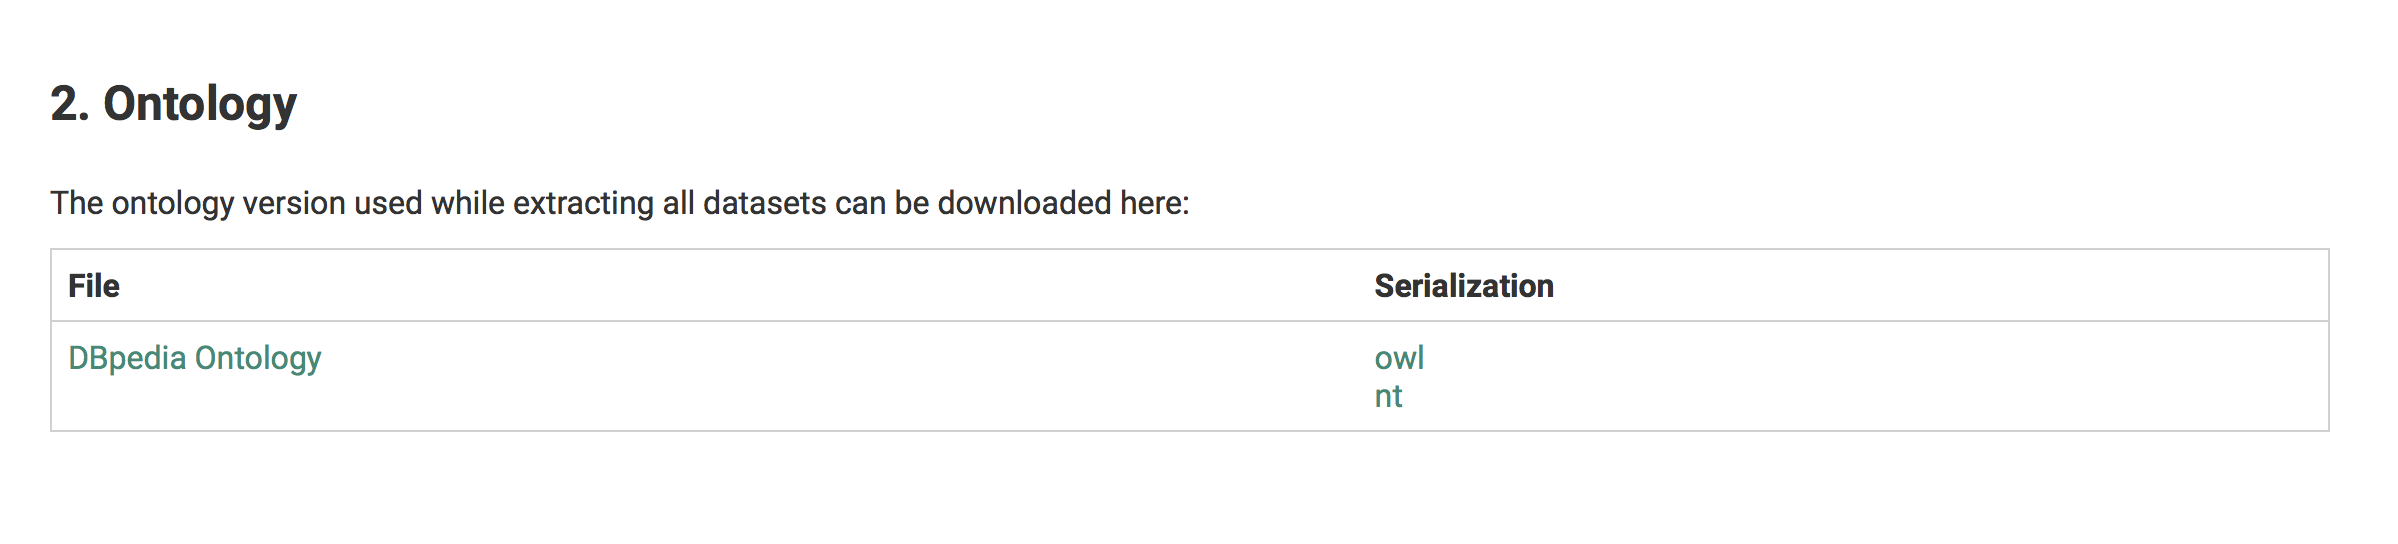 2. Ontology
The ontology version used while extracting all datasets can be downloaded here:
File Serialization
DBpedia Ontology owl
nt